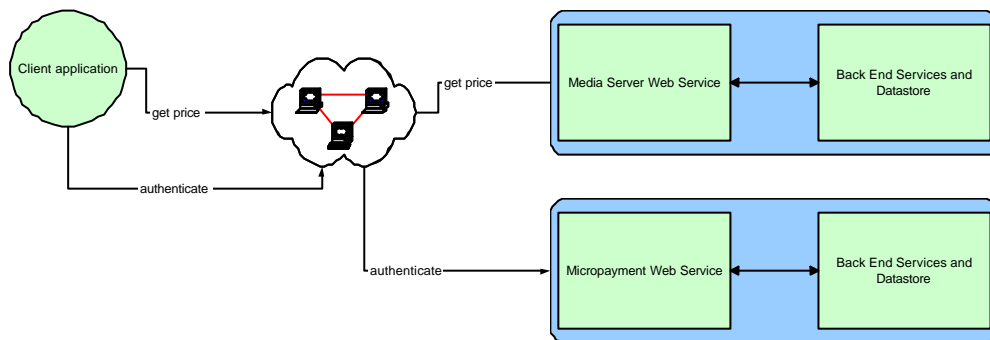 Client application
get price
authenticate
get price
authenticate
Media Server Web Service
Back End Services and
Datastore
Micropayment Web Service
Back End Services and
Datastore